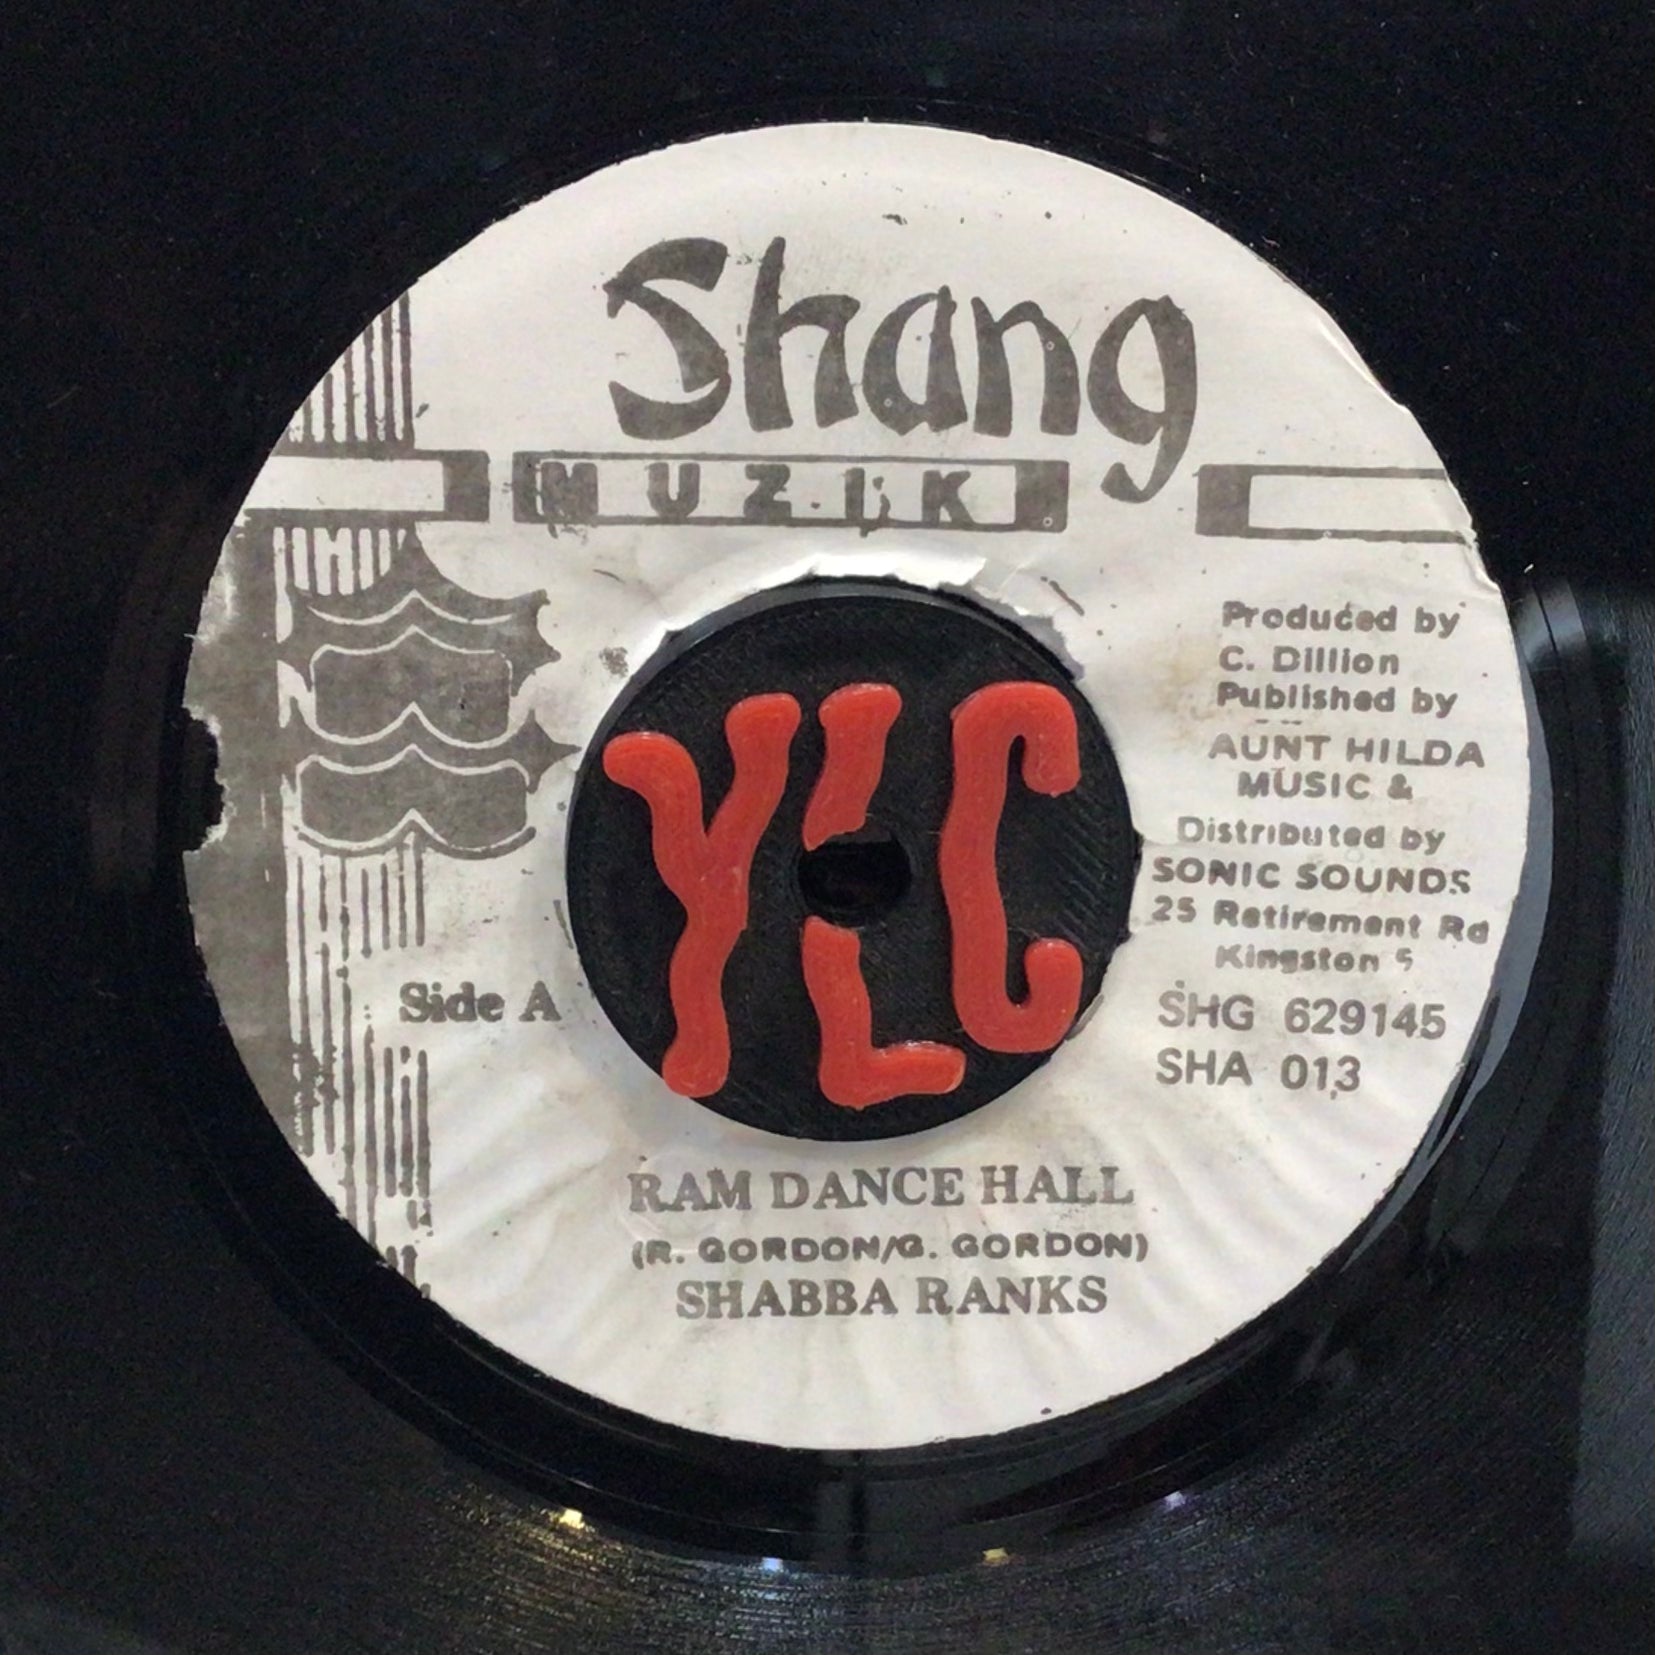 Shang
MUZIK
Produced by
C. Dillion
Published by
AUNT HILDA
MUSIC &
Distributed by
SONIC SOUNDS
25 Retirement Rd
Kingston 5
SHG 629145
SHA 013
Side A
YLC
RAM DANCE HALL
(R. GORDON/G. GORDON)
SHABBA RANKS